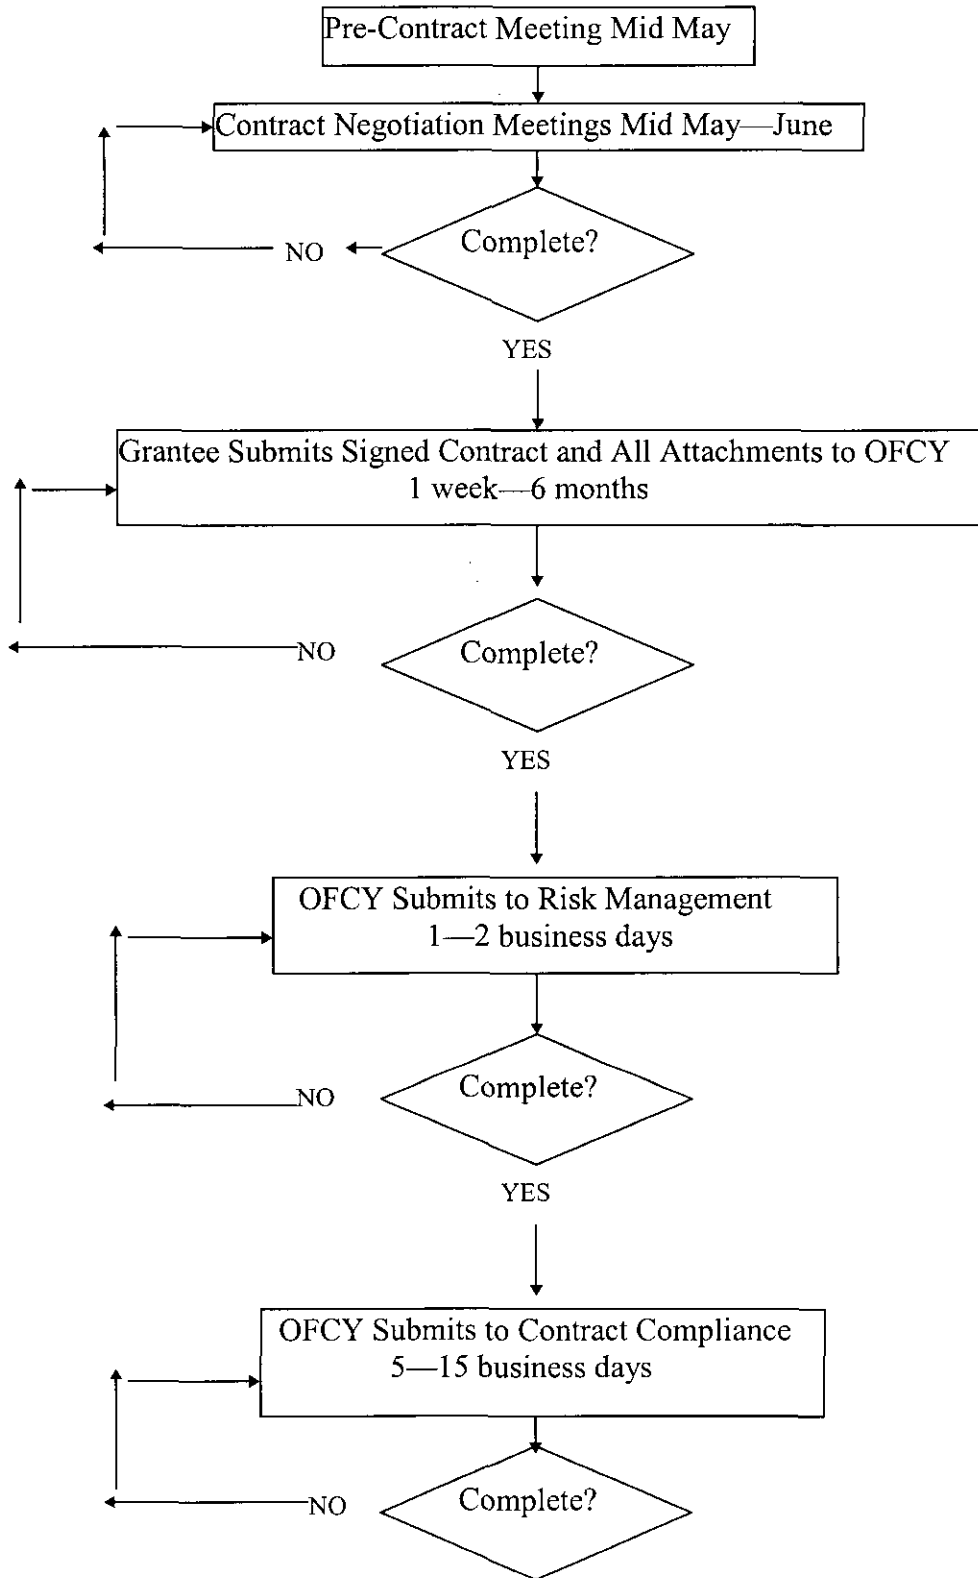 Pre-Contract Meeting Mid May
Contract Negotiation Meetings Mid May—June
Complete?
NO
YES
Grantee Submits Signed Contract and All Attachments to OFCY
1 week—6 months
Complete?
NO
YES
OFCY Submits to Risk Management
1—2 business days
Complete?
NO
YES
OFCY Submits to Contract Compliance
5—15 business days
Complete?
NO